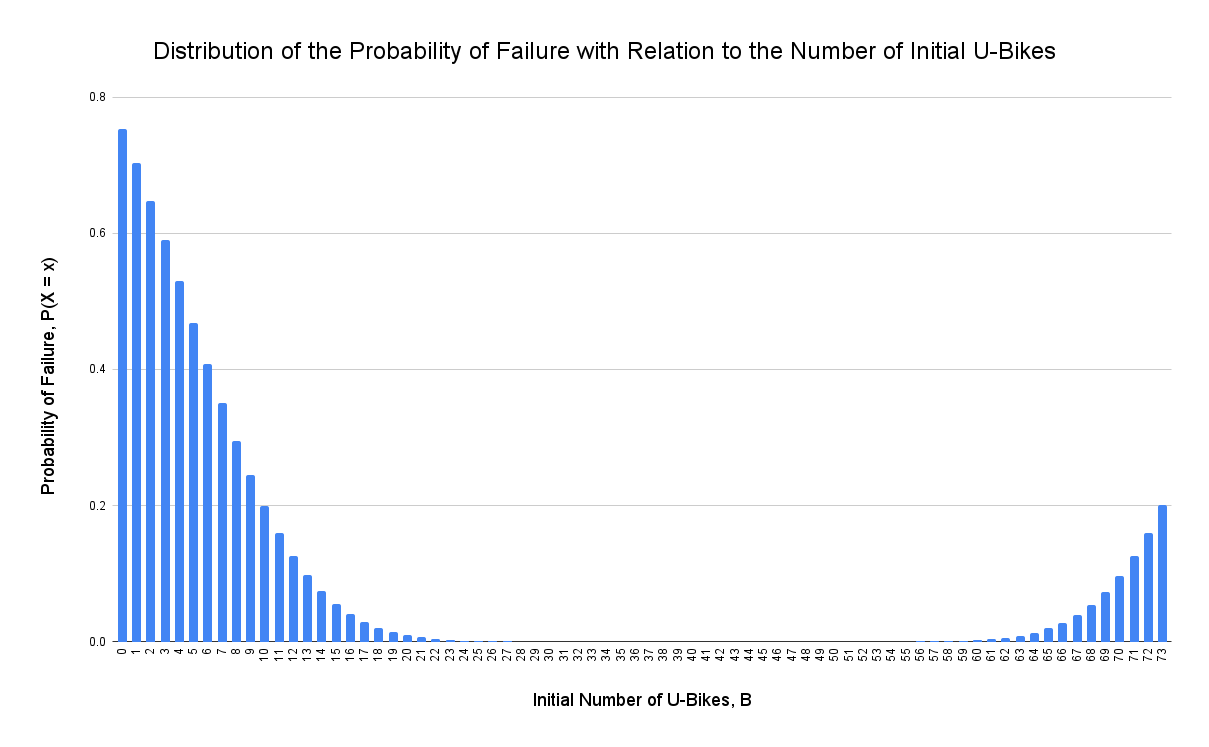 Distribution of the Probability of Failure with Relation to the Number of Initial U-Bikes
Probability of Failure, P(X = x)
0.8
0.6
0.4
0.2
0.0
0 1 2 3 4 5 6 7 8 9 10 11 12 13 14 15 16 17 18 19 20 21 22 23 24 25 26 27 28 29 30 31 32 33 34 35 36 37 38 39 40 41 42 43 44 45 46 47 48 49 50 51 52 53 54 55 56 57 58 59 60 61 62 63 64 65 66 67 68 69 70 71 72 73
Initial Number of U-Bikes, B